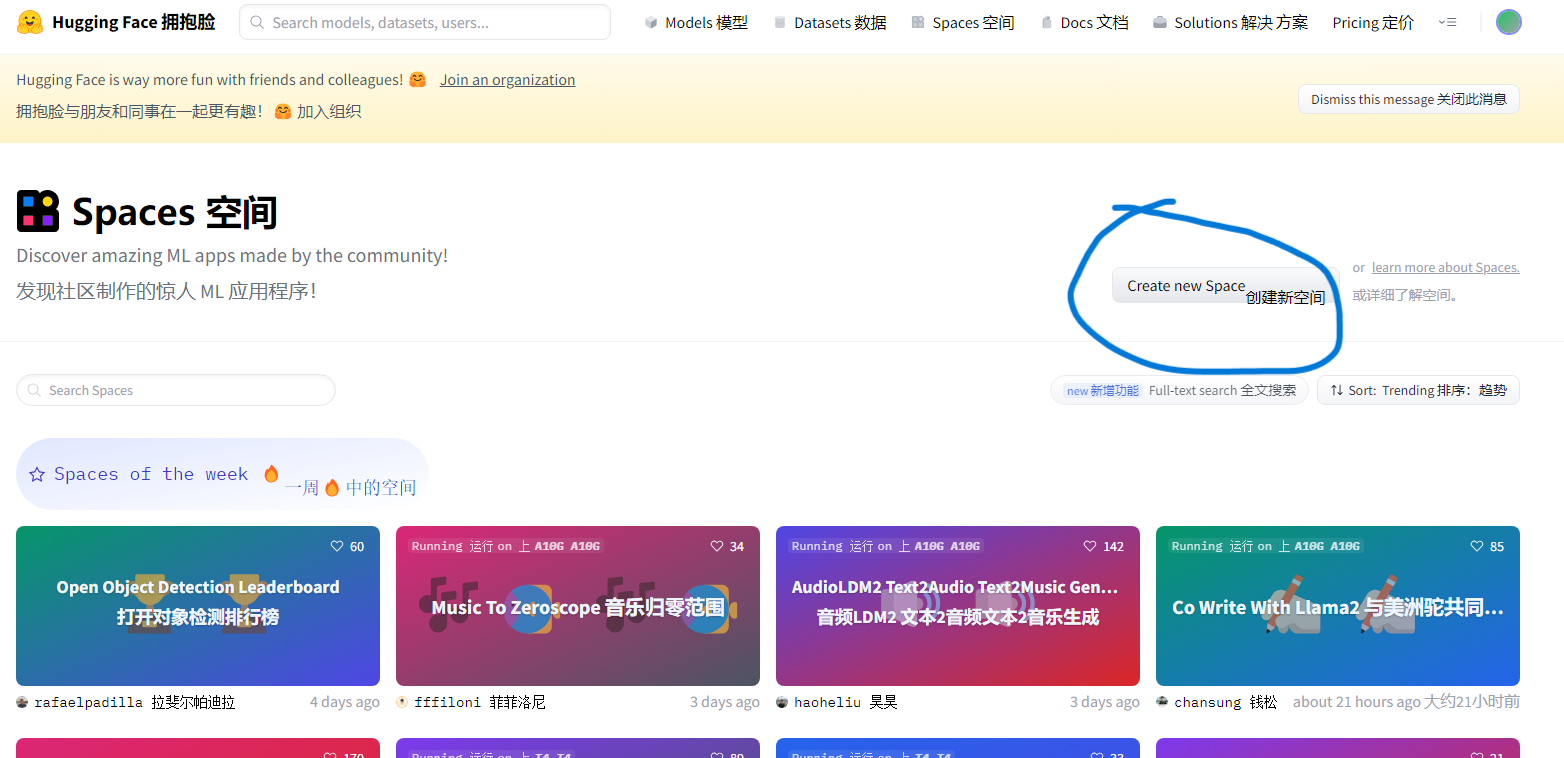 Hugging Face 拥抱脸
Search models, datasets, users...
Models 模型
Datasets 数据
Spaces 空间
Docs 文档
Solutions 解决 方案
Pricing 定价
Hugging Face is way more fun with friends and colleagues! 🤗 Join an organization
拥抱脸与朋友和同事在一起更有趣！ 🤗 加入组织
Dismiss this message 关闭此消息
Spaces 空间
Discover amazing ML apps made by the community!
发现社区制作的惊人 ML 应用程序！
Create new Space 创建新空间
or learn more about Spaces.
或详细了解空间。
Search Spaces
new 新增功能 Full-text search 全文搜索
Sort: Trending 排序：趋势
Spaces of the week 🔥
一周 🔥 中的空间
60
Open Object Detection Leaderboard
打开对象检测排行榜
rafaelpadilla 拉斐尔帕迪拉
4 days ago
Running 运行 on 上 A10G A10G
34
Music To Zeroscope 音乐归零范围
fffiloni 菲菲洛尼
3 days ago
Running 运行 on 上 A10G A10G
142
AudioLDM2 Text2Audio Text2Music Gen...
音频LDM2 文本2音频文本2音乐生成
haoheliu 昊昊
3 days ago
Running 运行 on 上 A10G A10G
85
Co Write With Llama2 与美洲驼共同...
chansung 钱松
about 21 hours ago 大约21小时前